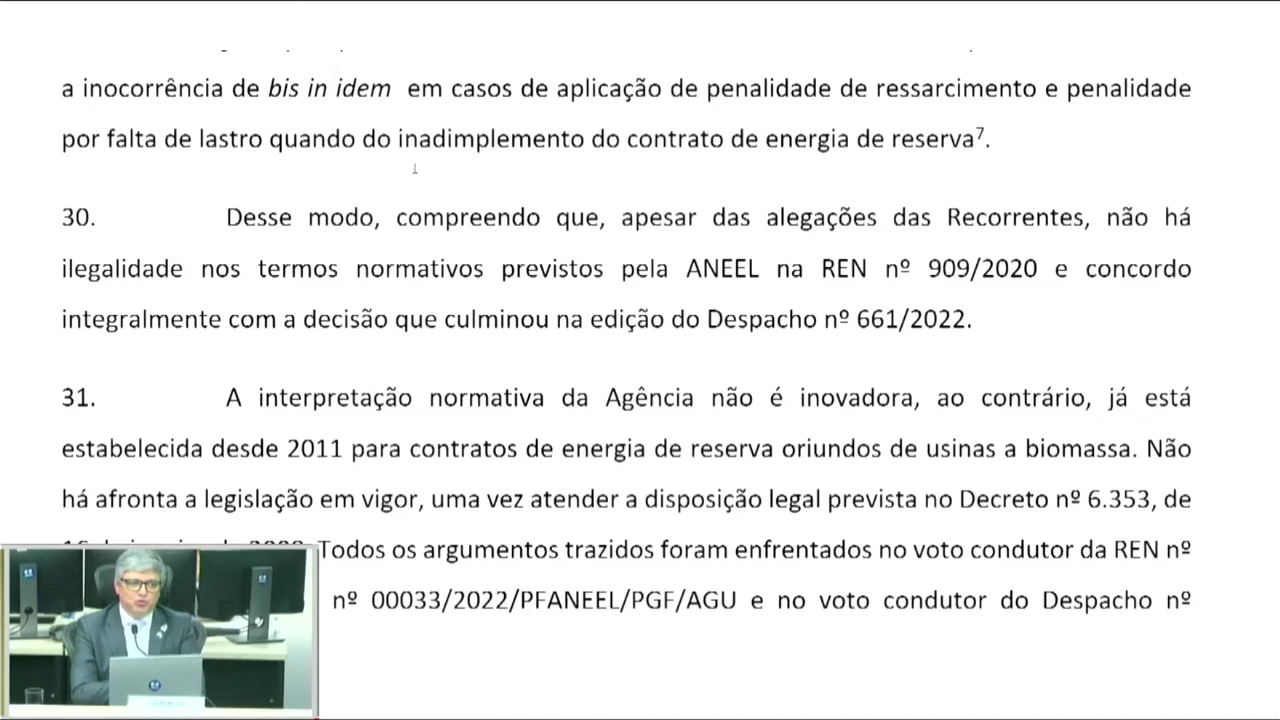 a inocorrência de bis in idem em casos de aplicação de penalidade de ressarcimento e penalidade
por falta de lastro quando do inadimplemento do contrato de energia de reserva⁷.
30. Desse modo, compreendo que, apesar das alegações das Recorrentes, não há
ilegalidade nos termos normativos previstos pela ANEEL na REN nº 909/2020 e concordo
integralmente com a decisão que culminou na edição do Despacho nº 661/2022.
31. A interpretação normativa da Agência não é inovadora, ao contrário, já está
estabelecida desde 2011 para contratos de energia de reserva oriundos de usinas a biomassa. Não
há afronta a legislação em vigor, uma vez atender a disposição legal prevista no Decreto nº 6.353, de
Todos os argumentos trazidos foram enfrentados no voto condutor da REN nº
nº 00033/2022/PFANEEL/PGF/AGU e no voto condutor do Despacho nº